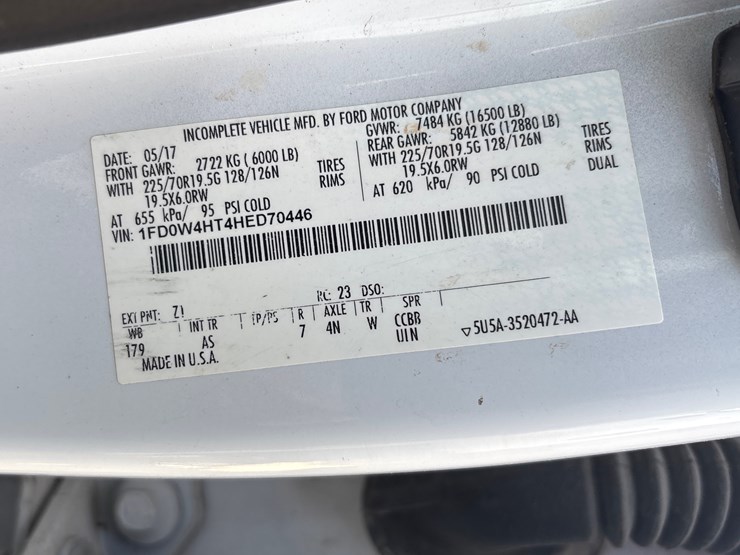 INCOMPLETE VEHICLE MFD. BY FORD MOTOR COMPANY
DATE: 05/17 GVWR: 7484 KG (16500 LB)
FRONT GAWR: 2722 KG ( 6000 LB) REAR GAWR: 5842 KG (12880 LB)
WITH 225/70R19.5G 128/126N TIRES WITH 225/70R19.5G 128/126N TIRES
19.5X6.0RW RIMS 19.5X6.0RW RIMS
AT 655 kPa/ 95 PSI COLD AT 620 kPa/ 90 PSI COLD DUAL
VIN: 1FD0W4HT4HED70446
EXT PNT: Z1 RC: 23 DSO:
WB INT TR TP/PS R AXLE TR SPR
179 AS 7 4N W CCBB
UIN 5U5A-3520472-AA
MADE IN U.S.A.